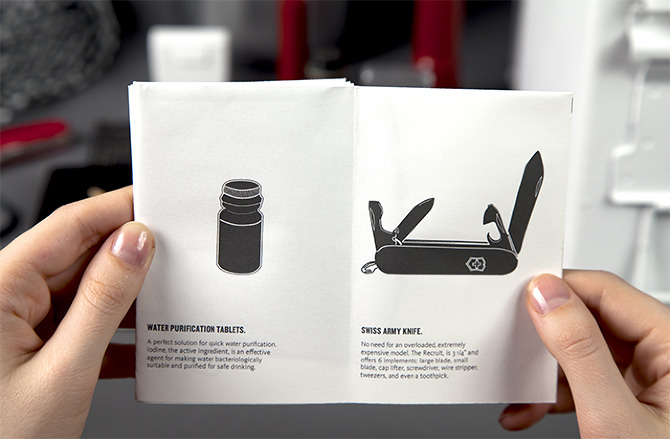 WATER PURIFICATION TABLETS.
A perfect solution for quick water purification.
Iodine, the active ingredient, is an effective
agent for making water bacteriologically
suitable and purified for safe drinking.
SWISS ARMY KNIFE.
No need for an overloaded, extremely
expensive model. The Recruit, is 3 1/4" and
offers 6 implements: large blade, small
blade, cap lifter, screwdriver, wire stripper,
tweezers, and even a toothpick.